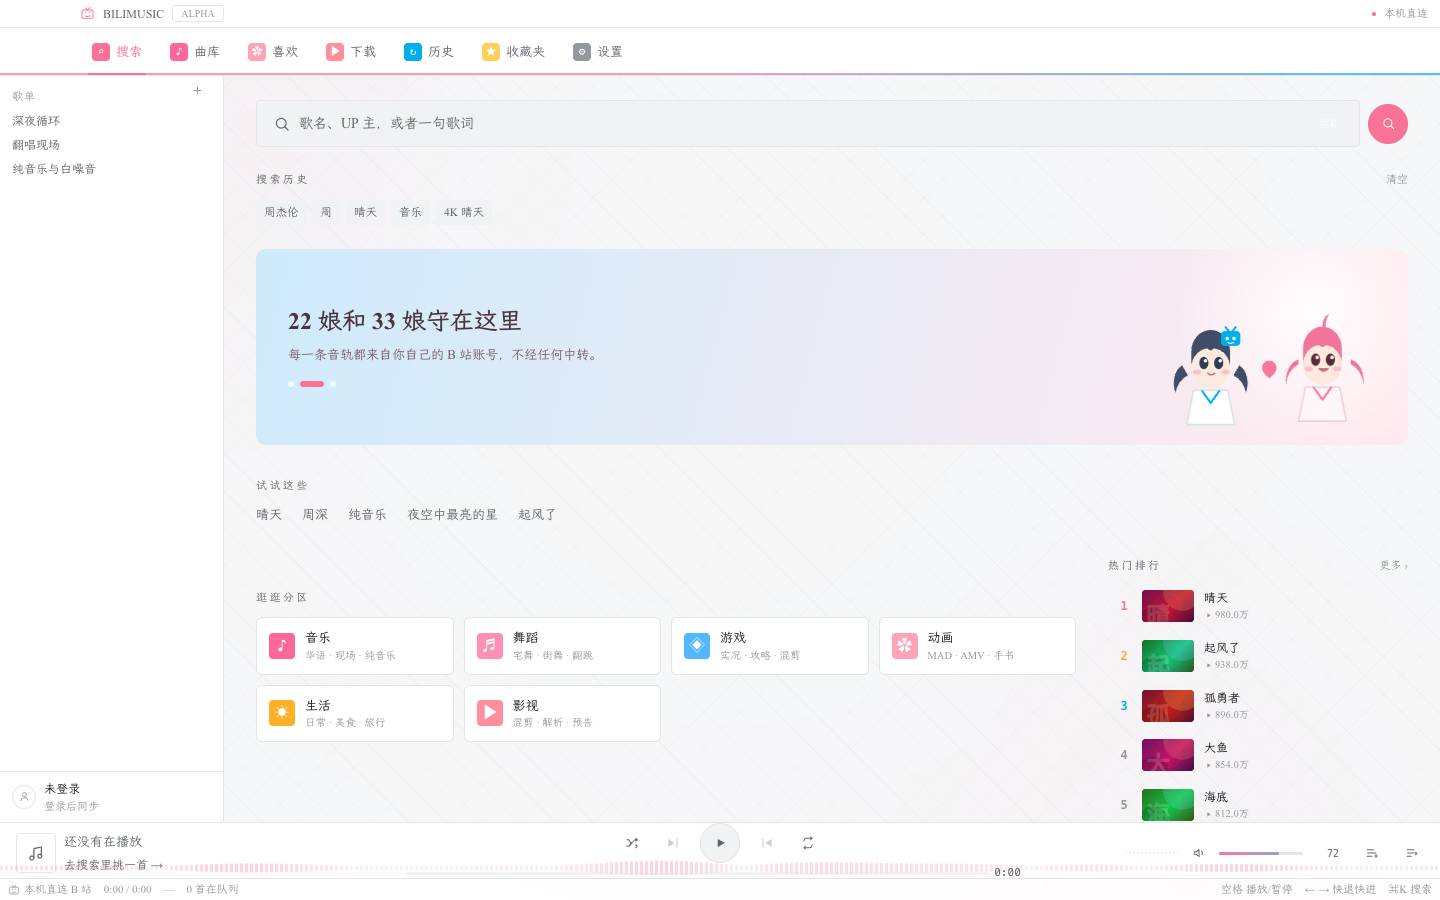 BILIMUSIC ALPHA
本机直连
搜索 曲库 喜欢 下载 历史 收藏夹 设置
歌单 +
深夜循环
翻唱现场
纯音乐与白噪音
歌名、UP 主，或者一句歌词
搜索历史 清空
周杰伦 周 晴天 音乐 4K 晴天
22 娘和 33 娘守在这里
每一条音轨都来自你自己的 B 站账号，不经任何中转。
试试这些
晴天 周深 纯音乐 夜空中最亮的星 起风了
逛逛分区
音乐
华语 · 现场 · 纯音乐
舞蹈
宅舞 · 街舞 · 翻跳
游戏
实况 · 攻略 · 混剪
动画
MAD · AMV · 手书
生活
日常 · 美食 · 旅行
影视
混剪 · 解析 · 预告
热门排行 更多 ›
1 晴天
980.0万
2 起风了
938.0万
3 孤勇者
896.0万
4 大鱼
854.0万
5 海底
812.0万
未登录
登录后同步
还没有在播放
去搜索里挑一首 →
0:00
72
本机直连 B 站 0:00 / 0:00 — 0 首在队列
空格 播放/暂停 ← → 快退快进 ⌘K 搜索